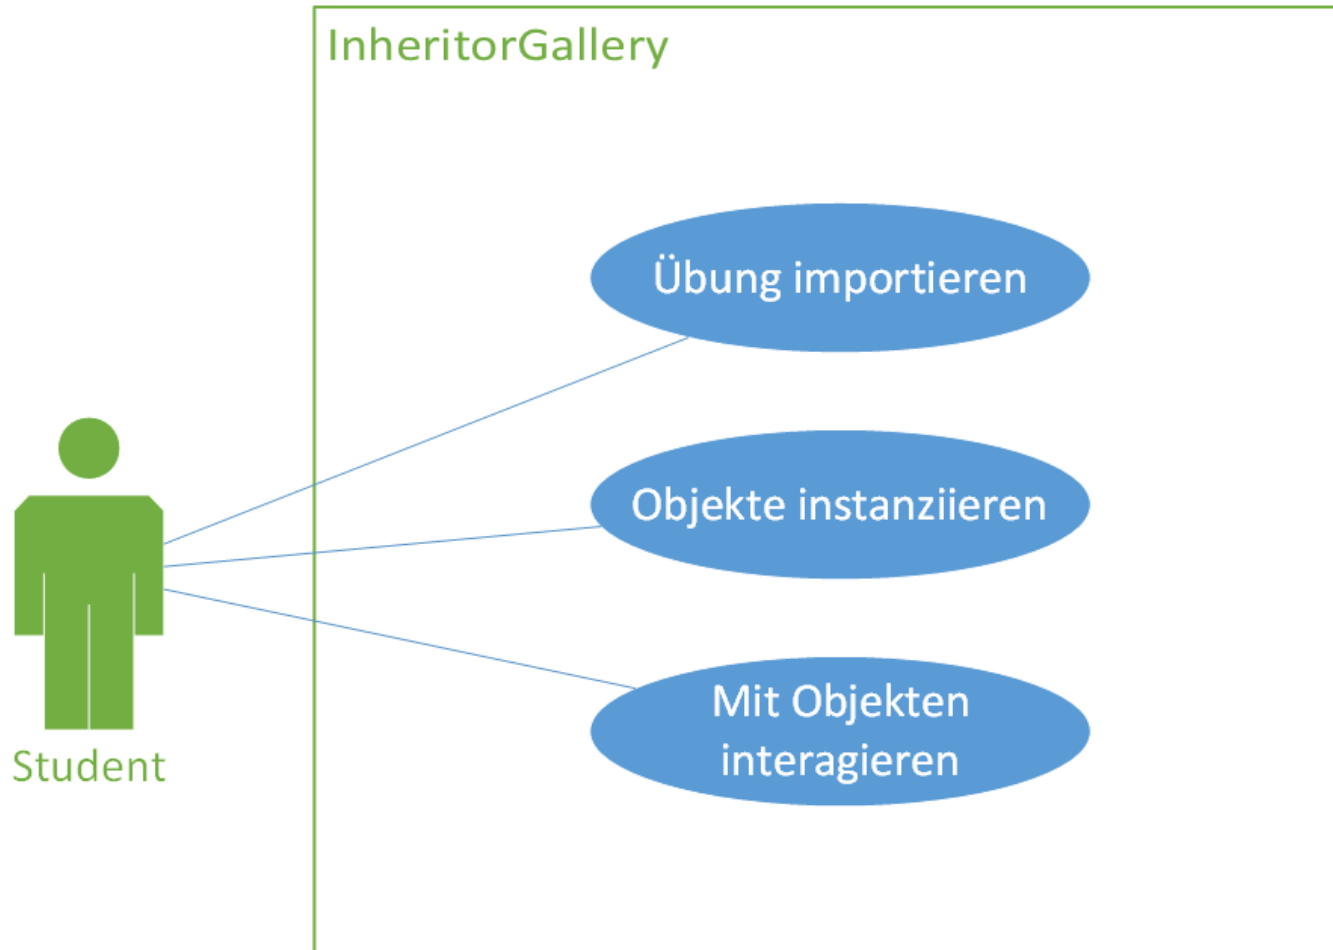 InheritorGallery
Übung importieren
Objekte instanziieren
Mit Objekten
interagieren
Student